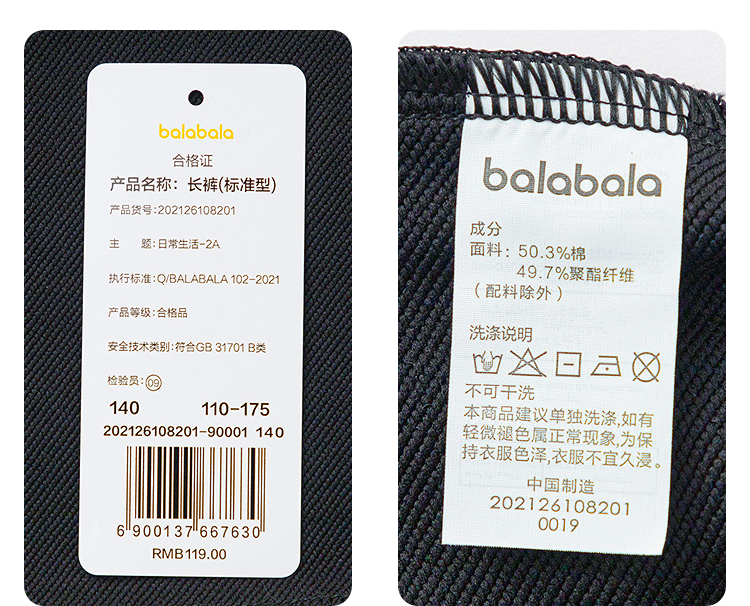 balabala
合格证
产品名称：长裤(标准型)
产品货号:202126108201
主　　题:日常生活-2A
执行标准:Q/BALABALA 102-2021
产品等级:合格品
安全技术类别:符合GB 31701 B类
检验员:09
140 110-175
202126108201-90001 140
6 900137 667630
RMB119.00
balabala
成分
面料: 50.3%棉
49.7%聚酯纤维
(配料除外)
洗涤说明
不可干洗
本商品建议单独洗涤,如有
轻微褪色属正常现象,为保
持衣服色泽,衣服不宜久浸。
中国制造
202126108201
0019